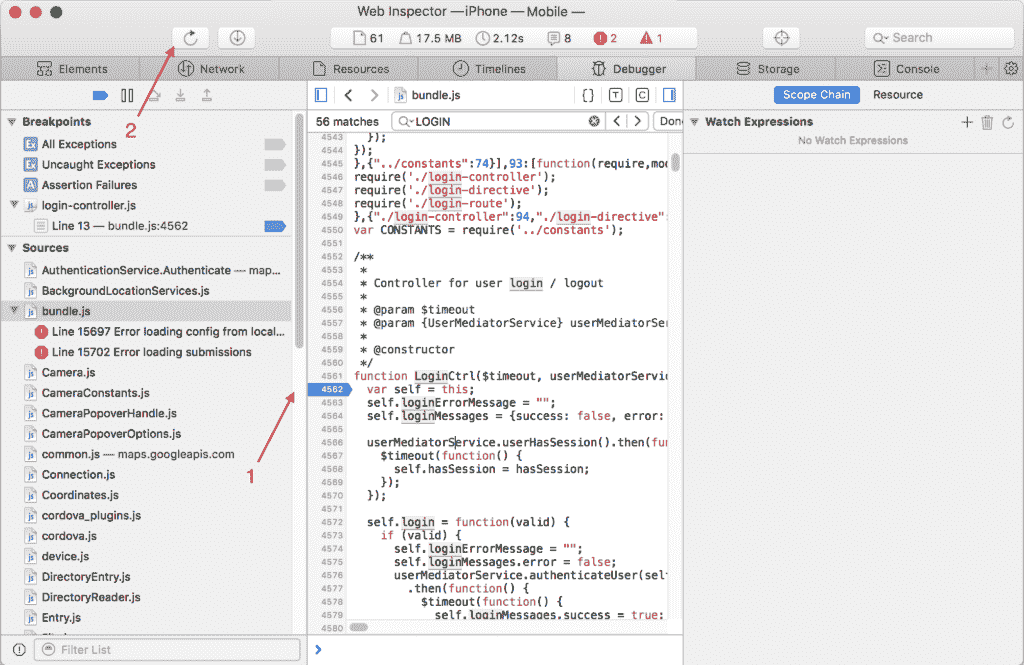 Web Inspector —iPhone — Mobile —
61 17.5 MB 2.12s 8 2 1 Search
Elements Network Resources Timelines Debugger Storage Console
2
Breakpoints
All Exceptions
Uncaught Exceptions
Assertion Failures
login-controller.js
Line 13 — bundle.js:4562
Sources
AuthenticationService.Authenticate — map...
BackgroundLocationServices.js
bundle.js
Line 15697 Error loading config from local...
Line 15702 Error loading submissions
Camera.js
CameraConstants.js
CameraPopoverHandle.js
CameraPopoverOptions.js
common.js — maps.googleapis.com
Connection.js
Coordinates.js
cordova_plugins.js
cordova.js
device.js
DirectoryEntry.js
DirectoryReader.js
Entry.js
Filter List
1
bundle.js
{ } T C
56 matches LOGIN Done
4543 });
4544 });
4545 },{"../constants":74}],93:[function(require,mod
4546 require('./login-controller');
4547 require('./login-directive');
4548 require('./login-route');
4549 },{"./login-controller":94,"./login-directive":
4550 var CONSTANTS = require('../constants');
4551
4552 /**
4553 *
4554 * Controller for user login / logout
4555 *
4556 * @param $timeout
4557 * @param {UserMediatorService} userMediatorSer
4558 *
4559 * @constructor
4560 */
4561 function LoginCtrl($timeout, userMediatorServic
4562 var self = this;
4563 self.loginErrorMessage = "";
4564 self.loginMessages = {success: false, error:
4565
4566 userMediatorService.userHasSession().then(fun
4567 $timeout(function() {
4568 self.hasSession = hasSession;
4569 });
4570 });
4571
4572 self.login = function(valid) {
4573 if (valid) {
4574 self.loginErrorMessage = "";
4575 self.loginMessages.error = false;
4576 userMediatorService.authenticateUser(sel
4577 .then(function() {
4578 $timeout(function() {
4579 self.loginMessages.success = true;
4580
Scope Chain Resource
Watch Expressions
No Watch Expressions